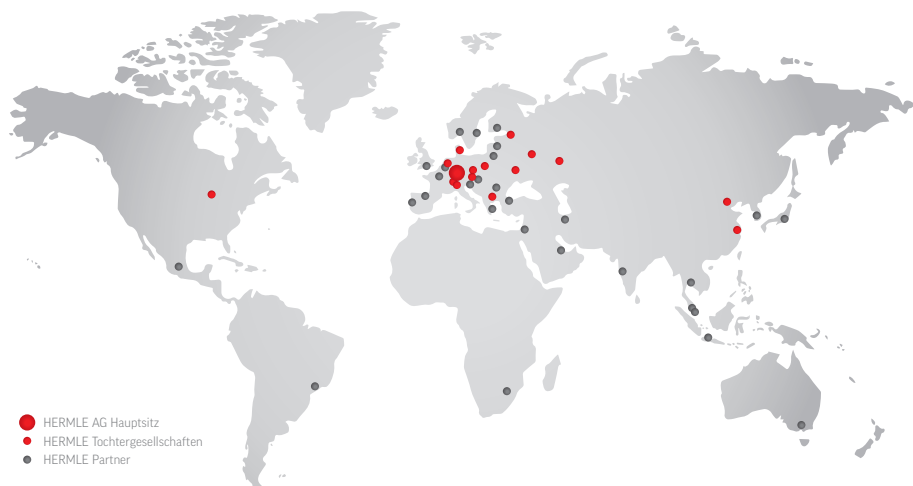 HERMLE AG Hauptsitz
HERMLE Tochtergesellschaften
HERMLE Partner